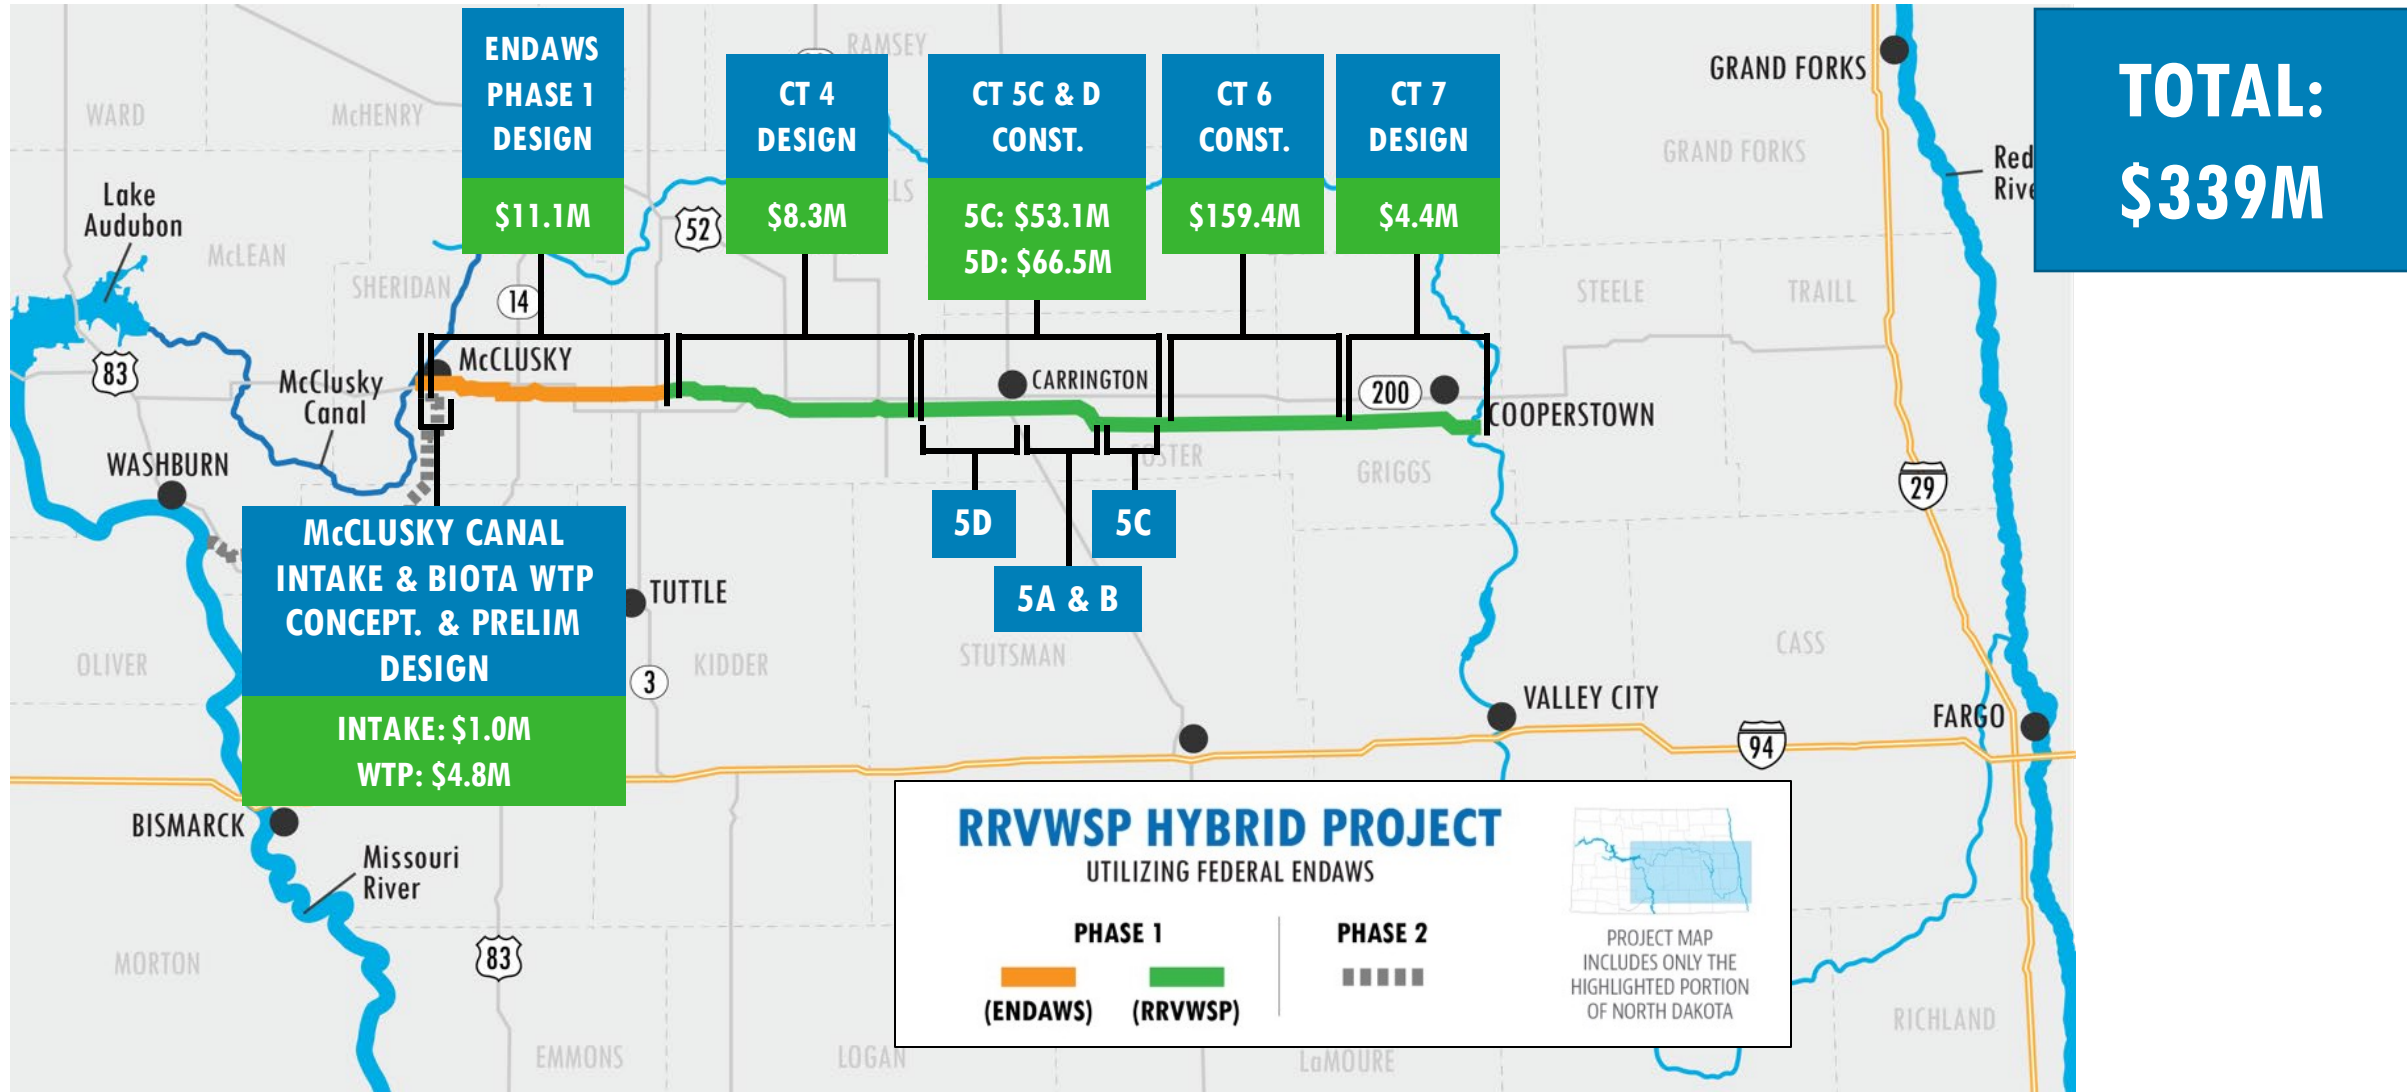 ENDAWS
PHASE 1
DESIGN
$11.1M
CT 4
DESIGN
$8.3M
CT 5C & D
CONST.
5C: $53.1M
5D: $66.5M
CT 6
CONST.
$159.4M
CT 7
DESIGN
$4.4M
TOTAL:
$339M
RAMSEY
GRAND FORKS
WARD
McHENRY
GRAND FORKS
Red
Lake
Audubon
52
McLEAN
SHERIDAN
14
STEELE
TRAILL
83
McCLUSKY
McClusky
Canal
CARRINGTON
200
COOPERSTOWN
WASHBURN
GRIGGS
29
5D
5C
5A & B
McCLUSKY CANAL
INTAKE & BIOTA WTP
CONCEPT. & PRELIM
DESIGN
INTAKE: $1.0M
WTP: $4.8M
TUTTLE
OLIVER
3
KIDDER
STUTSMAN
CASS
VALLEY CITY
FARGO
94
BISMARCK
Missouri
River
MORTON
83
EMMONS
LOGAN
LaMOURE
RICHLAND
RRVWSP HYBRID PROJECT
UTILIZING FEDERAL ENDAWS
PHASE 1
PHASE 2
(ENDAWS)
(RRVWSP)
PROJECT MAP
INCLUDES ONLY THE
HIGHLIGHTED PORTION
OF NORTH DAKOTA